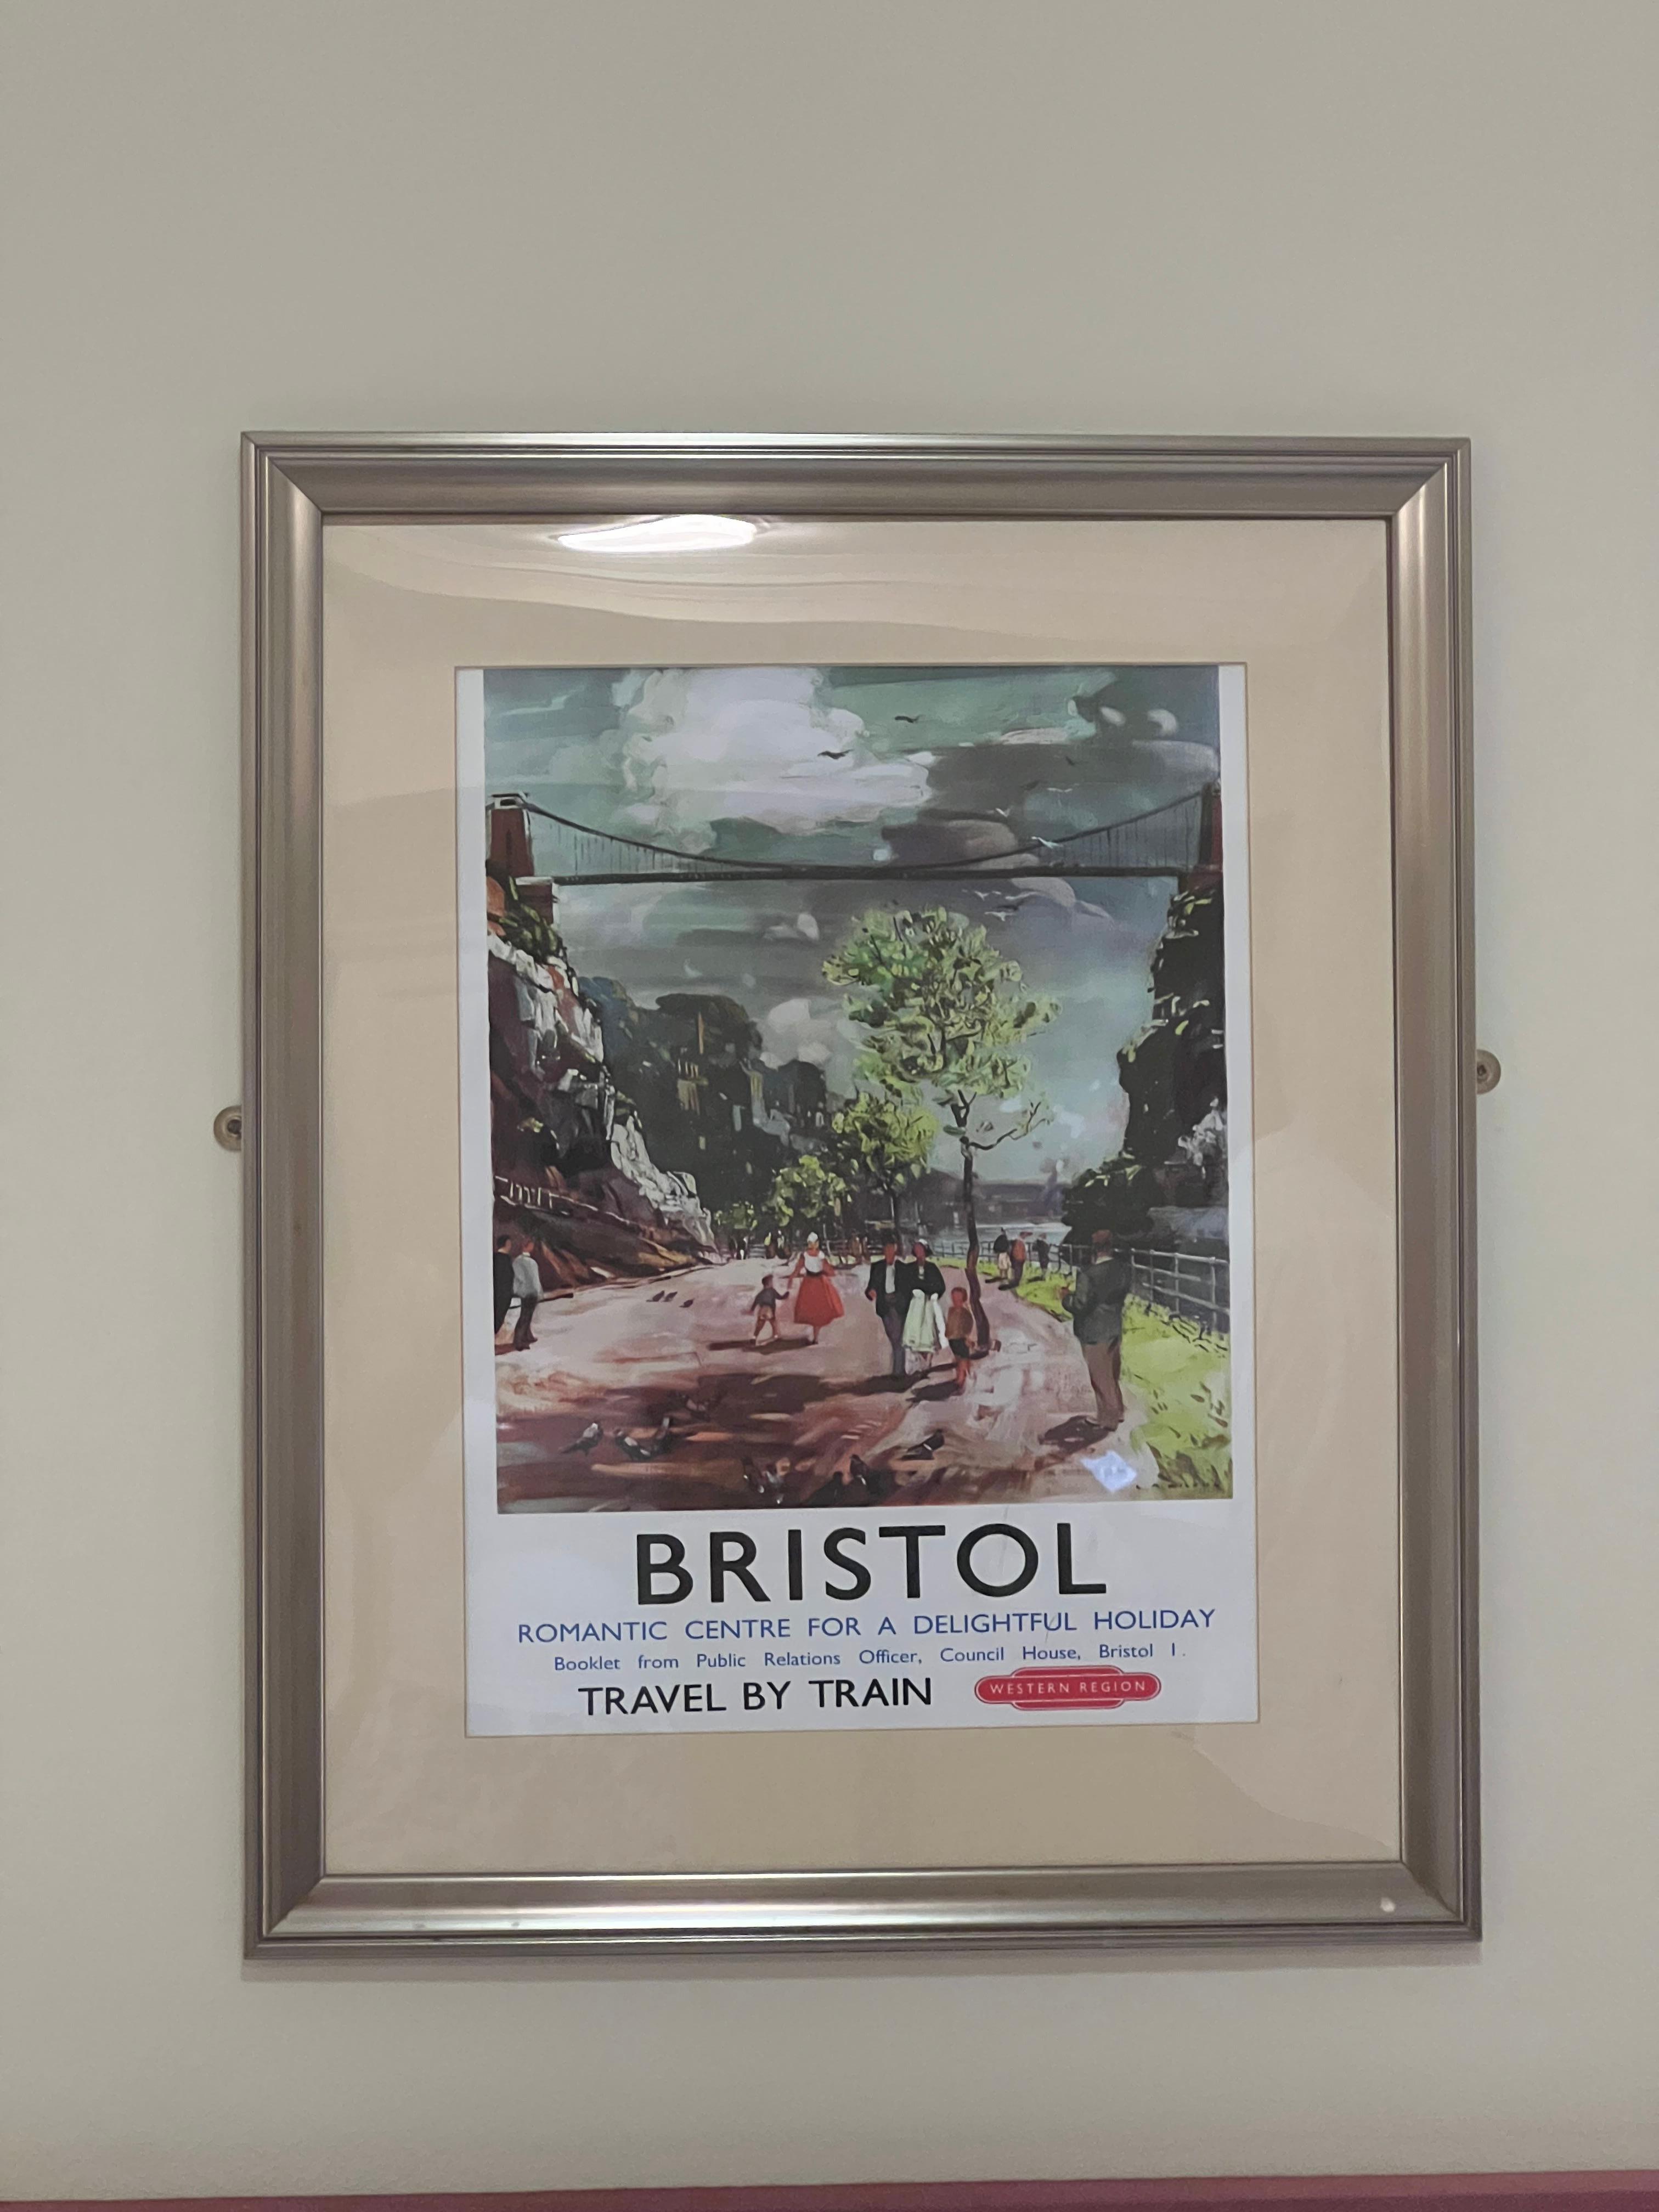 BRISTOL
ROMANTIC CENTRE FOR A DELIGHTFUL HOLIDAY
Booklet from Public Relations Officer, Council House, Bristol 1.
TRAVEL BY TRAIN
WESTERN REGION